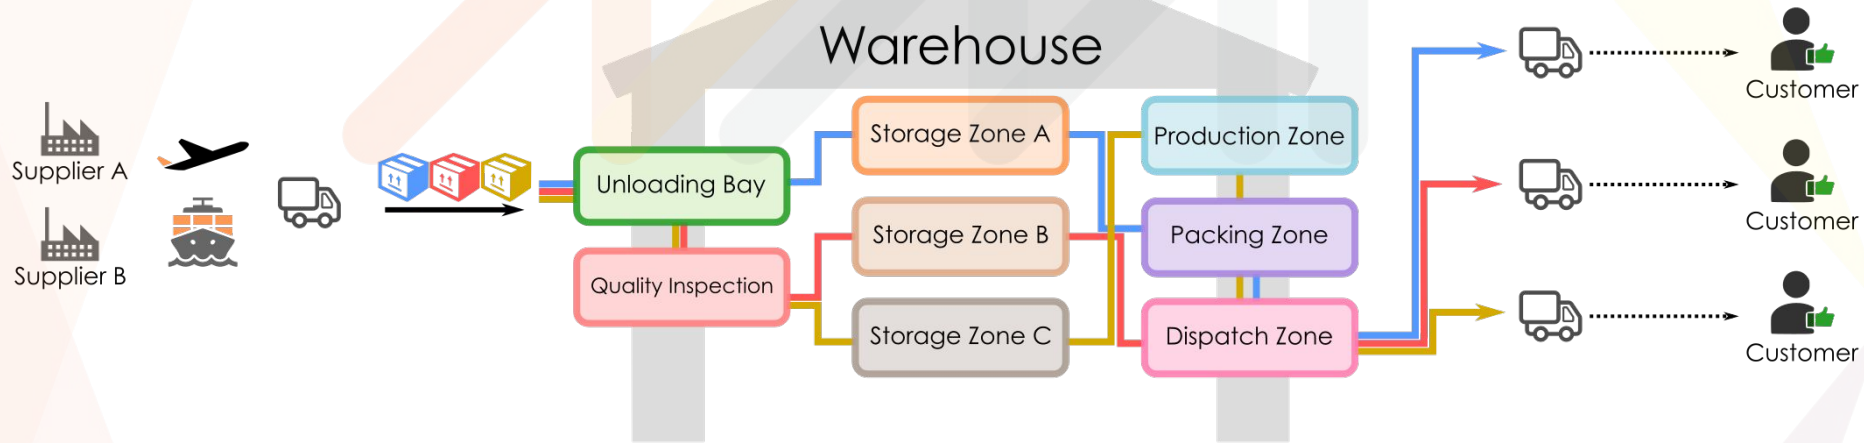 Warehouse
Supplier A
Supplier B
Unloading Bay
Quality Inspection
Storage Zone A
Storage Zone B
Storage Zone C
Production Zone
Packing Zone
Dispatch Zone
Customer
Customer
Customer